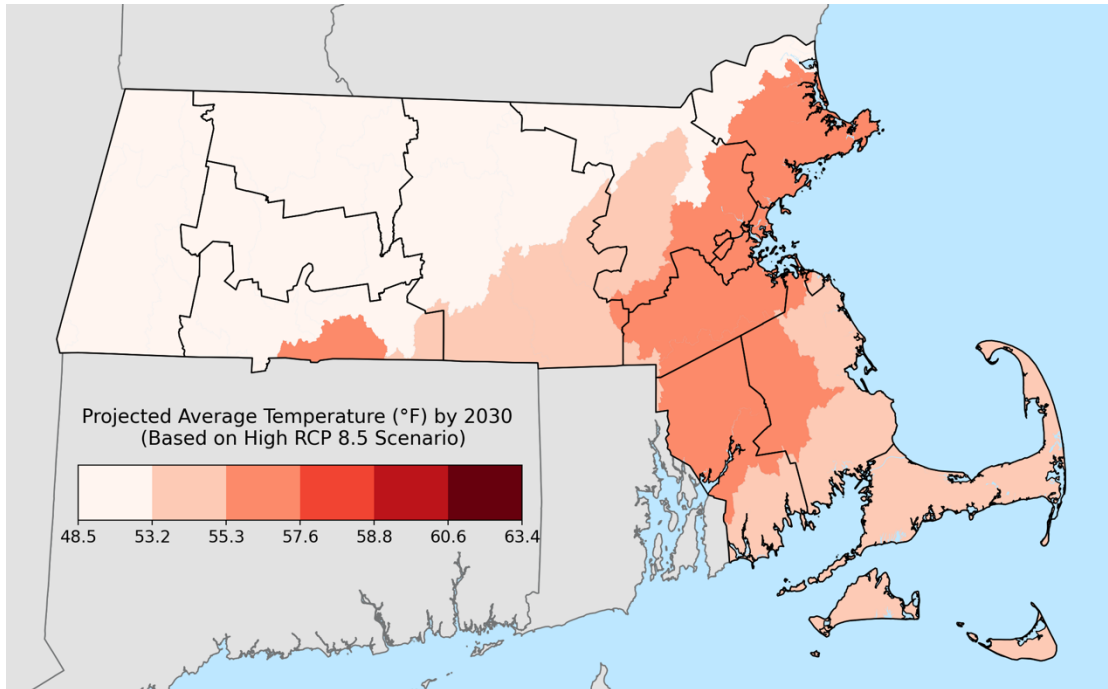 Projected Average Temperature (°F) by 2030
(Based on High RCP 8.5 Scenario)
48.5 53.2 55.3 57.6 58.8 60.6 63.4